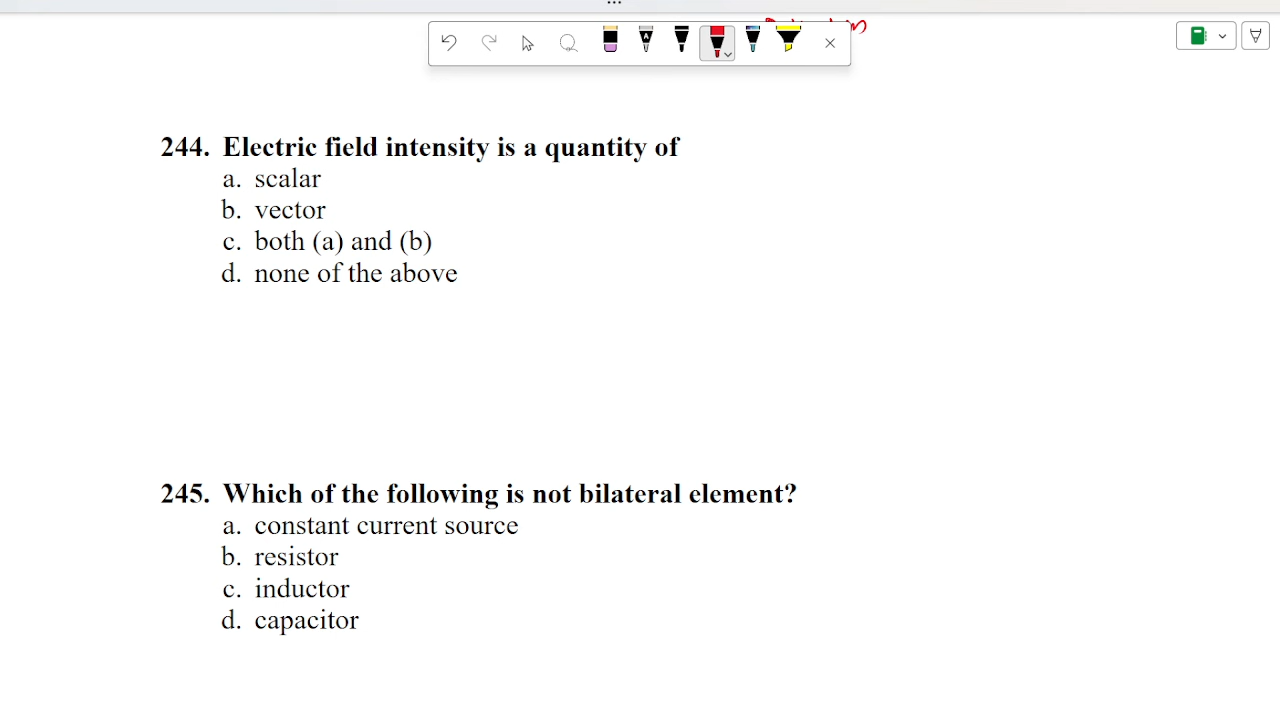 244. Electric field intensity is a quantity of
a. scalar
b. vector
c. both (a) and (b)
d. none of the above
245. Which of the following is not bilateral element?
a. constant current source
b. resistor
c. inductor
d. capacitor